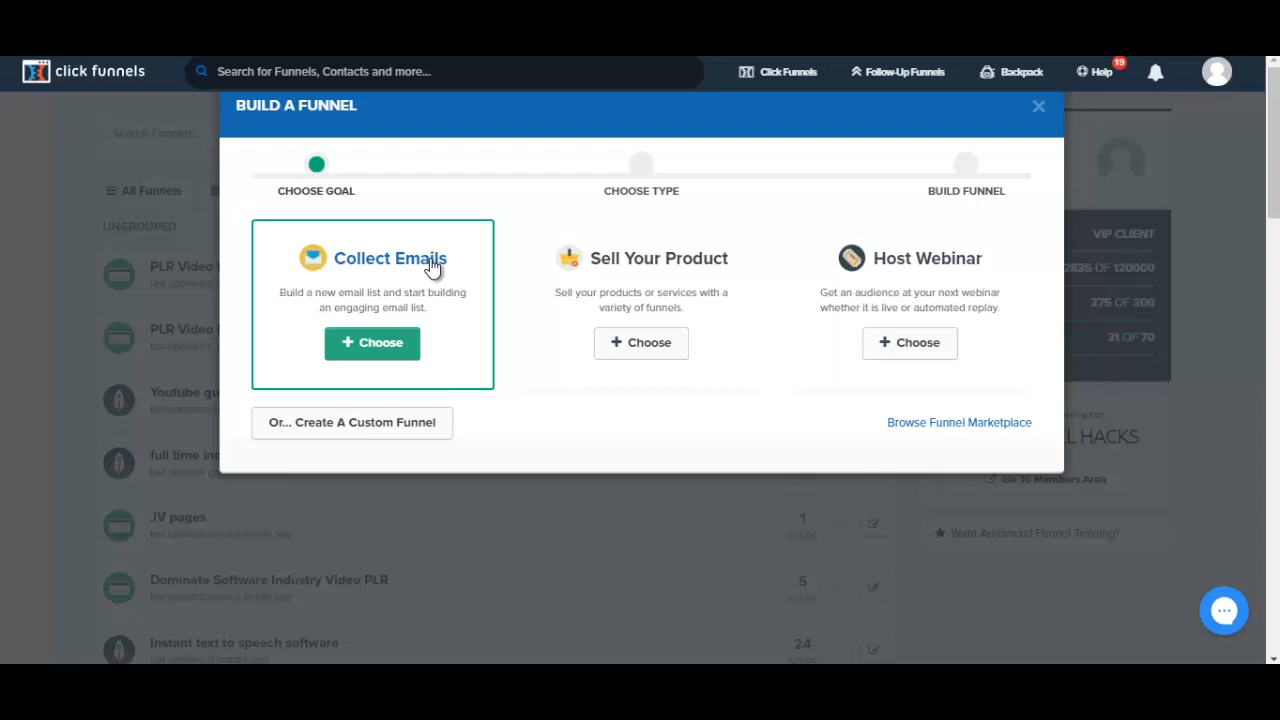 click funnels
Search for Funnels, Contacts and more...
Click Funnels
Follow-Up Funnels
Backpack
Help
19
BUILD A FUNNEL
×
Search Funnels...
CHOOSE GOAL
CHOOSE TYPE
BUILD FUNNEL
All Funnels
UNGROUPED
VIP CLIENT
2835 OF 120000
275 OF 300
31 OF 70
Collect Emails
Build a new email list and start building
an engaging email list.
+ Choose
Sell Your Product
Sell your products or services with a
variety of funnels.
+ Choose
Host Webinar
Get an audience at your next webinar
whether it is live or automated replay.
+ Choose
PLR Video
PLR Video
Youtube gu
full time inc
Or... Create A Custom Funnel
Browse Funnel Marketplace
HACKS
Go To Members Area
JV pages
1
STEPS
Want Advanced Funnel Training?
Dominate Software Industry Video PLR
5
STEPS
Instant text to speech software
24